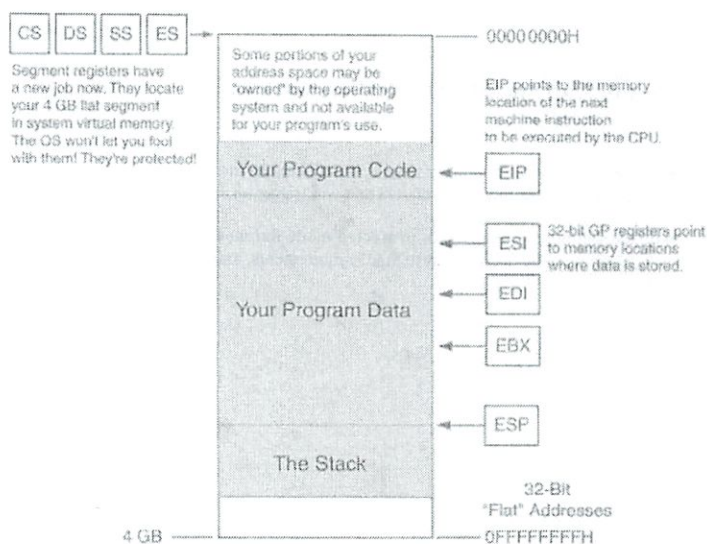 CS DS SS ES
00000000H
Segment registers have
a new job now. They locate
your 4 GB flat segment
in system virtual memory.
The OS won't let you fool
with them! They're protected!
Some portions of your
address space may be
"owned" by the operating
system and not available
for your program's use.
EIP points to the memory
location of the next
machine instruction
to be executed by the CPU.
Your Program Code
EIP
ESI
32-bit GP registers point
to memory locations
where data is stored.
EDI
Your Program Data
EBX
ESP
The Stack
32-Bit
"Flat" Addresses
4 GB
0FFFFFFFFH